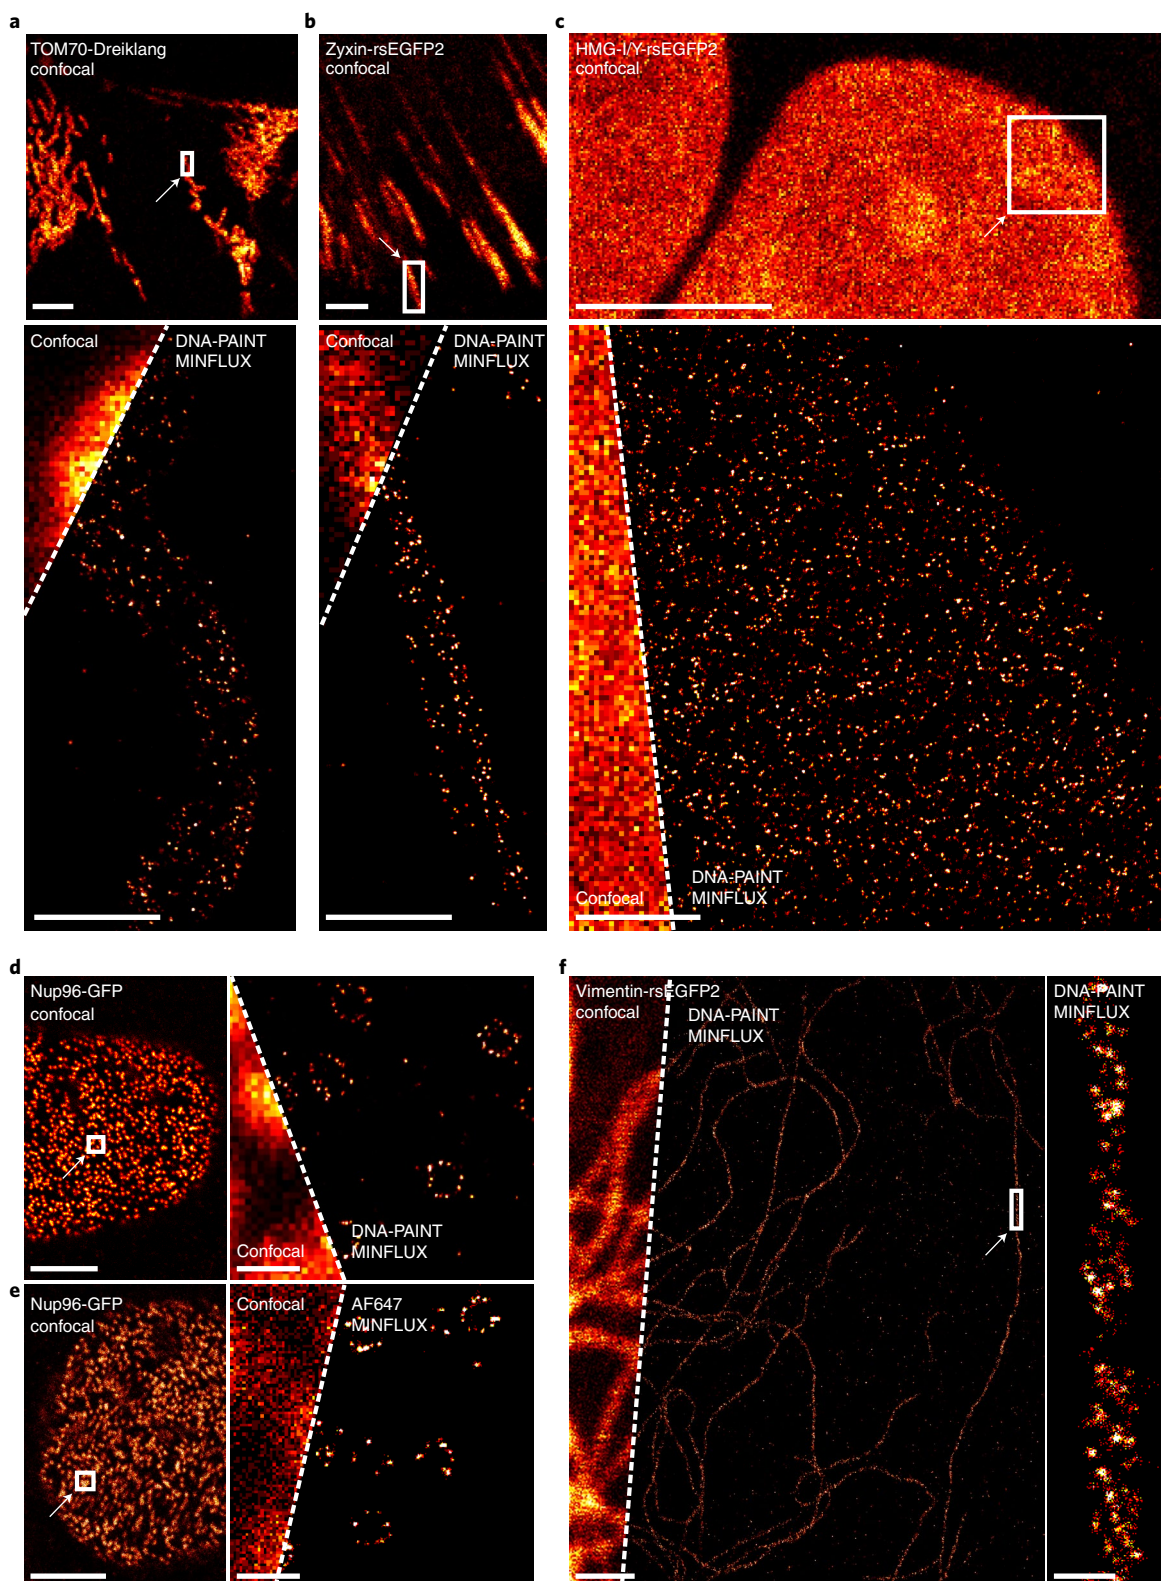 a
TOM70-Dreiklang
confocal
b
Zyxin-rsEGFP2
confocal
c
HMG-I/Y-rsEGFP2
confocal
Confocal
DNA-PAINT
MINFLUX
Confocal
DNA-PAINT
MINFLUX
Confocal
DNA-PAINT
MINFLUX
d
Nup96-GFP
confocal
Confocal
DNA-PAINT
MINFLUX
e
Nup96-GFP
confocal
Confocal
AF647
MINFLUX
f
Vimentin-rsEGFP2
confocal
DNA-PAINT
MINFLUX
DNA-PAINT
MINFLUX